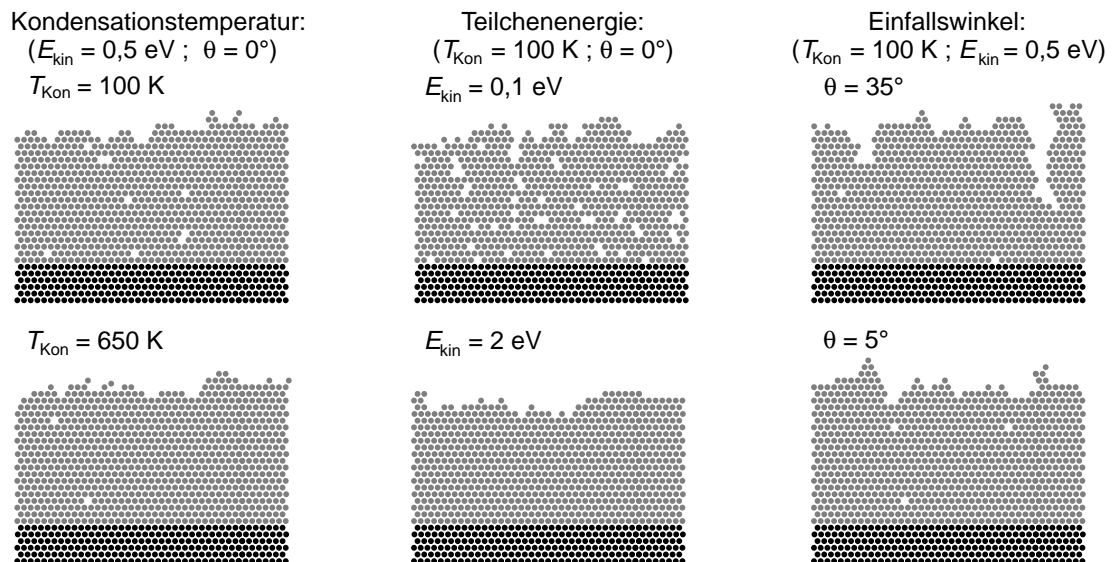 Kondensationstemperatur:
(E_kin = 0,5 eV ; θ = 0°)
T_Kon = 100 K
Teilchenenergie:
(T_Kon = 100 K ; θ = 0°)
E_kin = 0,1 eV
Einfallswinkel:
(T_Kon = 100 K ; E_kin = 0,5 eV)
θ = 35°
T_Kon = 650 K
E_kin = 2 eV
θ = 5°